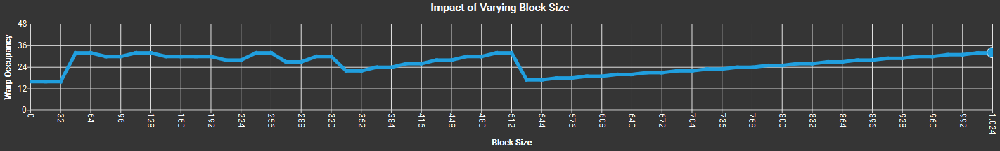 Impact of Varying Block Size
48
36
24
12
0
Warp Occupancy
0 32 64 96 128 160 192 224 256 288 320 352 384 416 448 480 512 544 576 608 640 672 704 736 768 800 832 864 896 928 960 992 1.024
Block Size